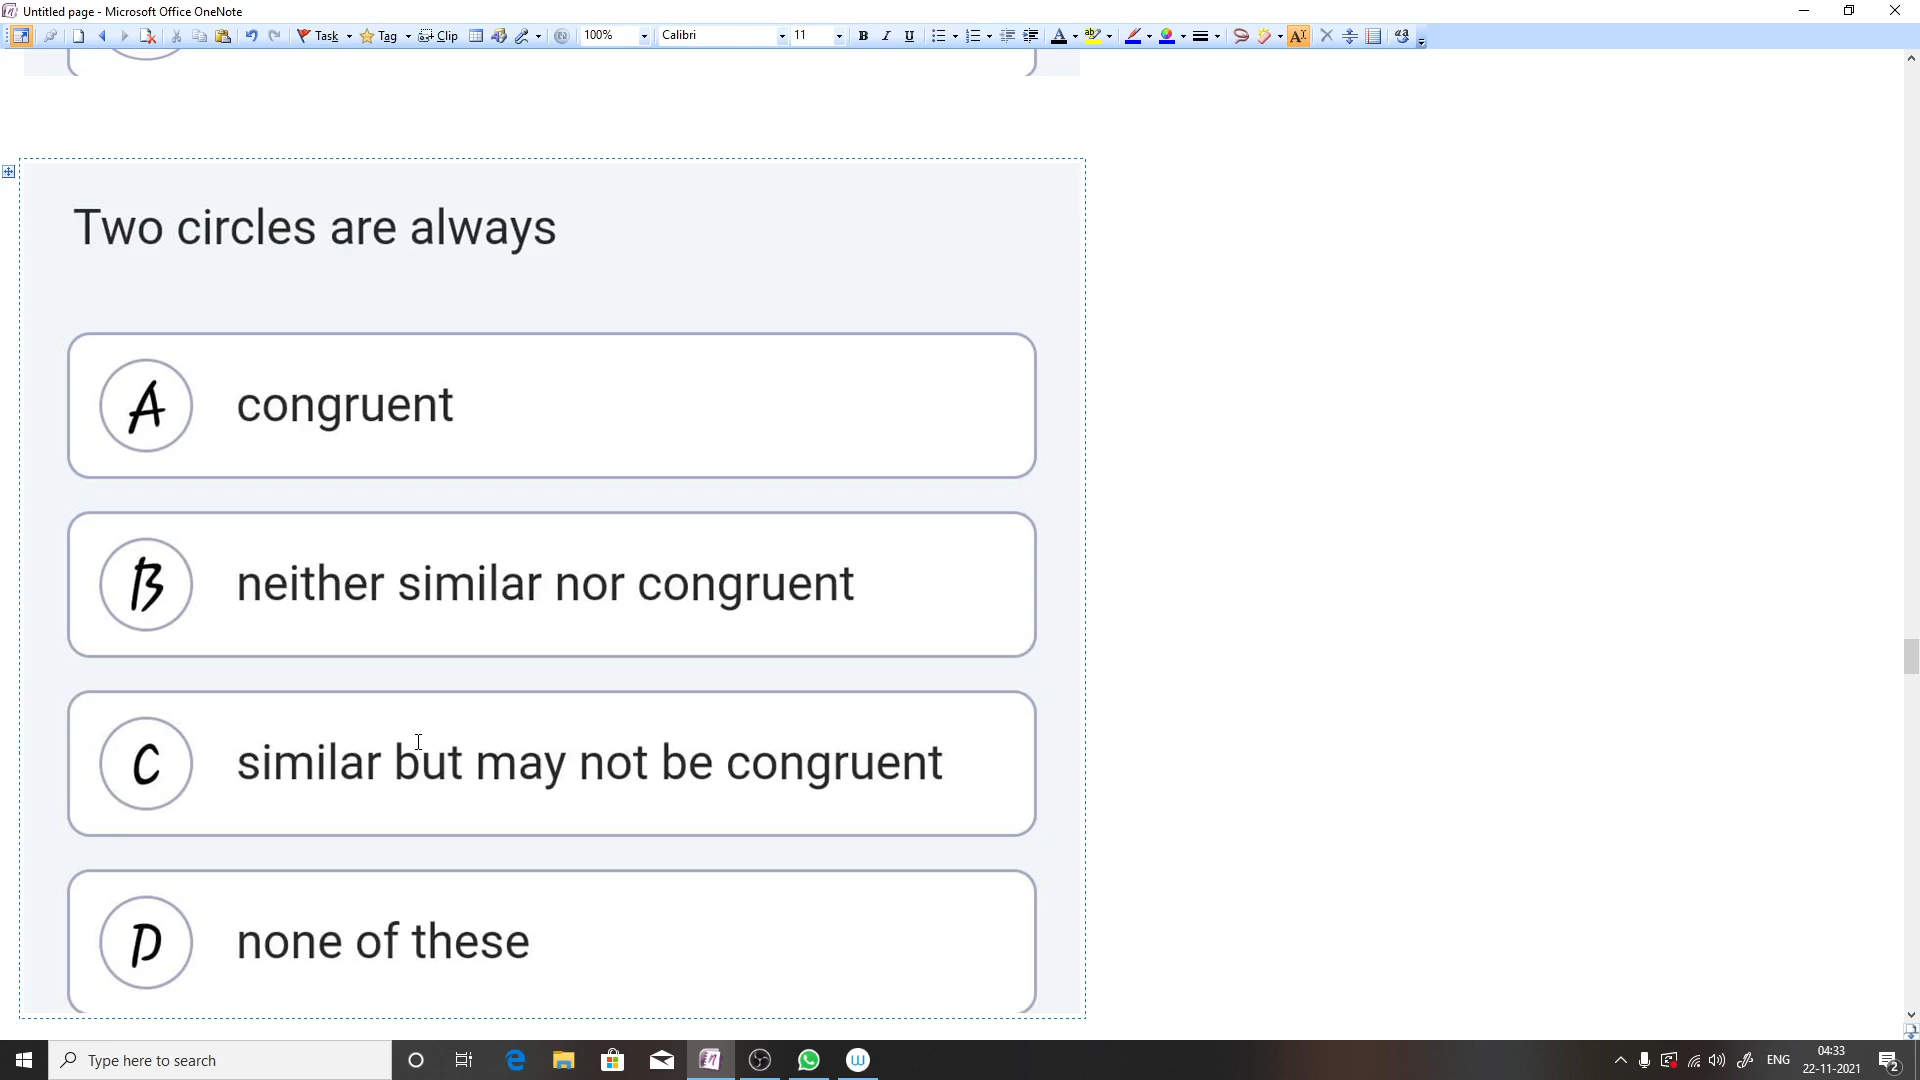 Untitled page - Microsoft Office OneNote
Task Tag Clip 100% Calibri 11 B I U
Two circles are always
A congruent
B neither similar nor congruent
C similar but may not be congruent
D none of these
Type here to search
ENG
04:33
22-11-2021
2